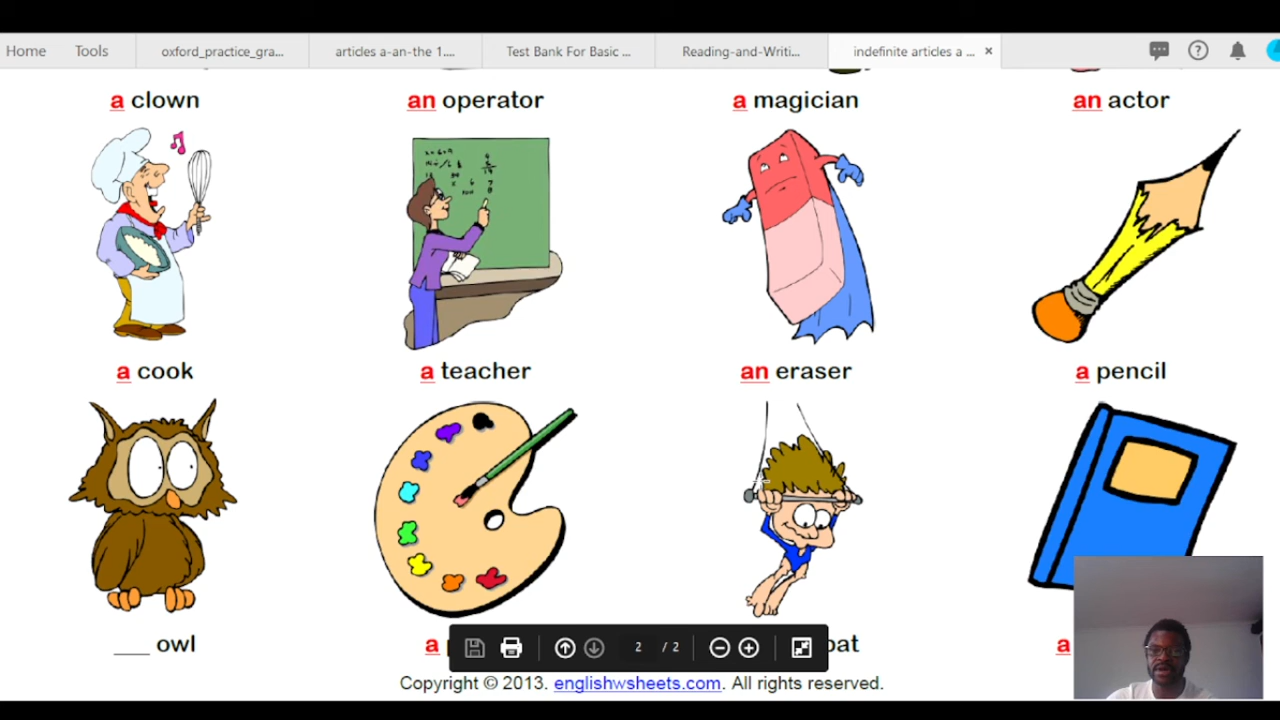 Home Tools oxford_practice_gra... articles a-an-the 1.... Test Bank For Basic ... Reading-and-Writi... indefinite articles a ... ×
a clown an operator a magician an actor
a cook a teacher an eraser a pencil
___ owl a
a
2 / 2
Copyright © 2013. englishwsheets.com. All rights reserved.